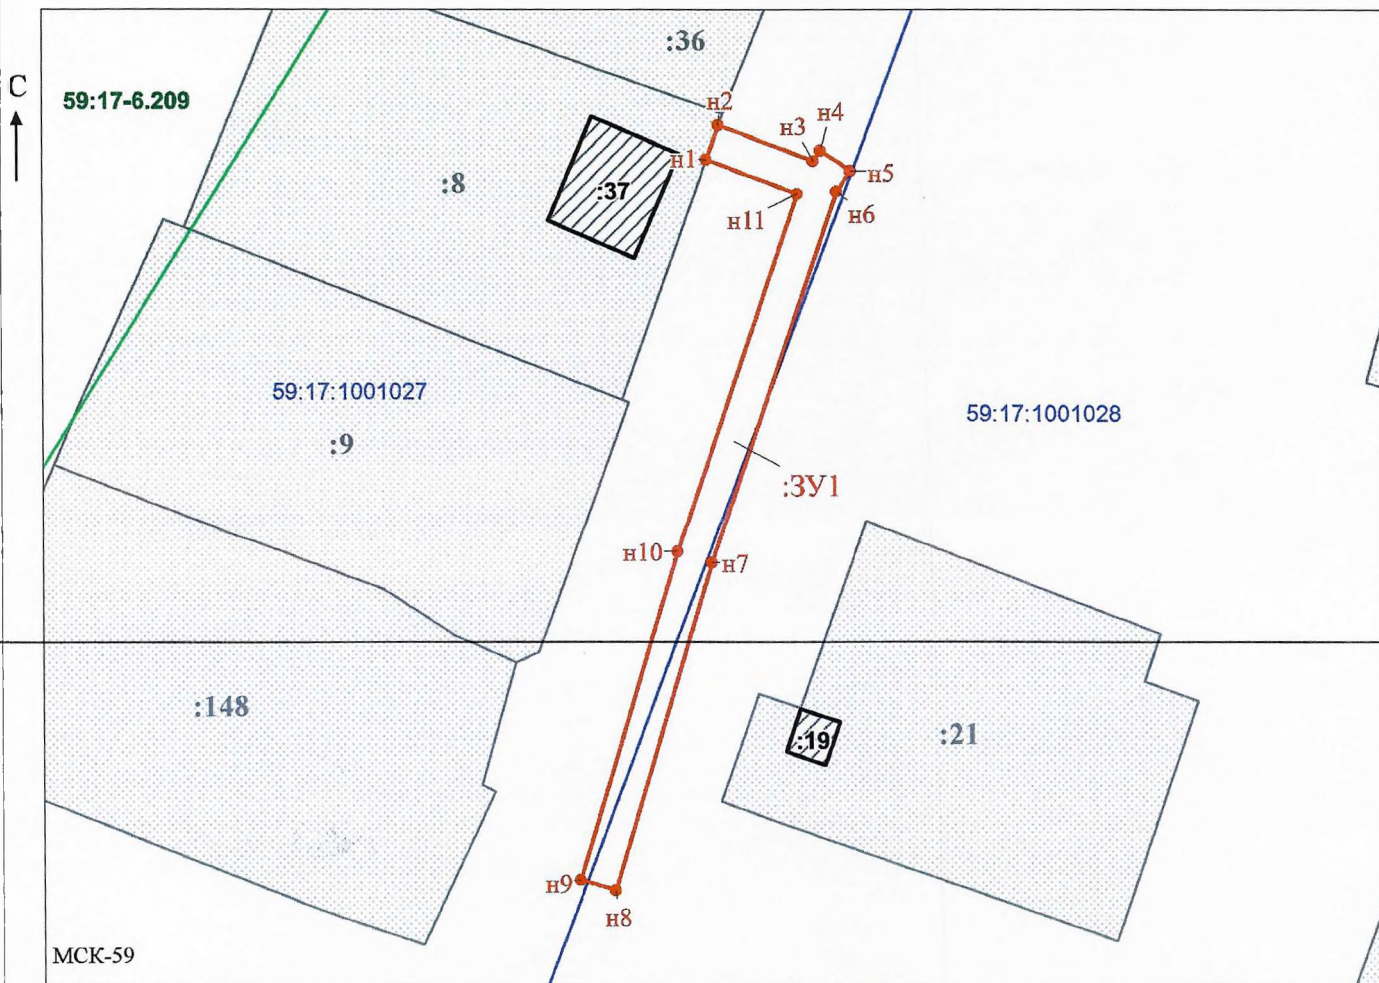 :36
С
59:17-6.209
н2
н4
н3
н1
н5
:8
:37
н6
н11
59:17:1001027
59:17:1001028
:9
:ЗУ1
н10
н7
:148
:19
:21
н9
н8
МСК-59